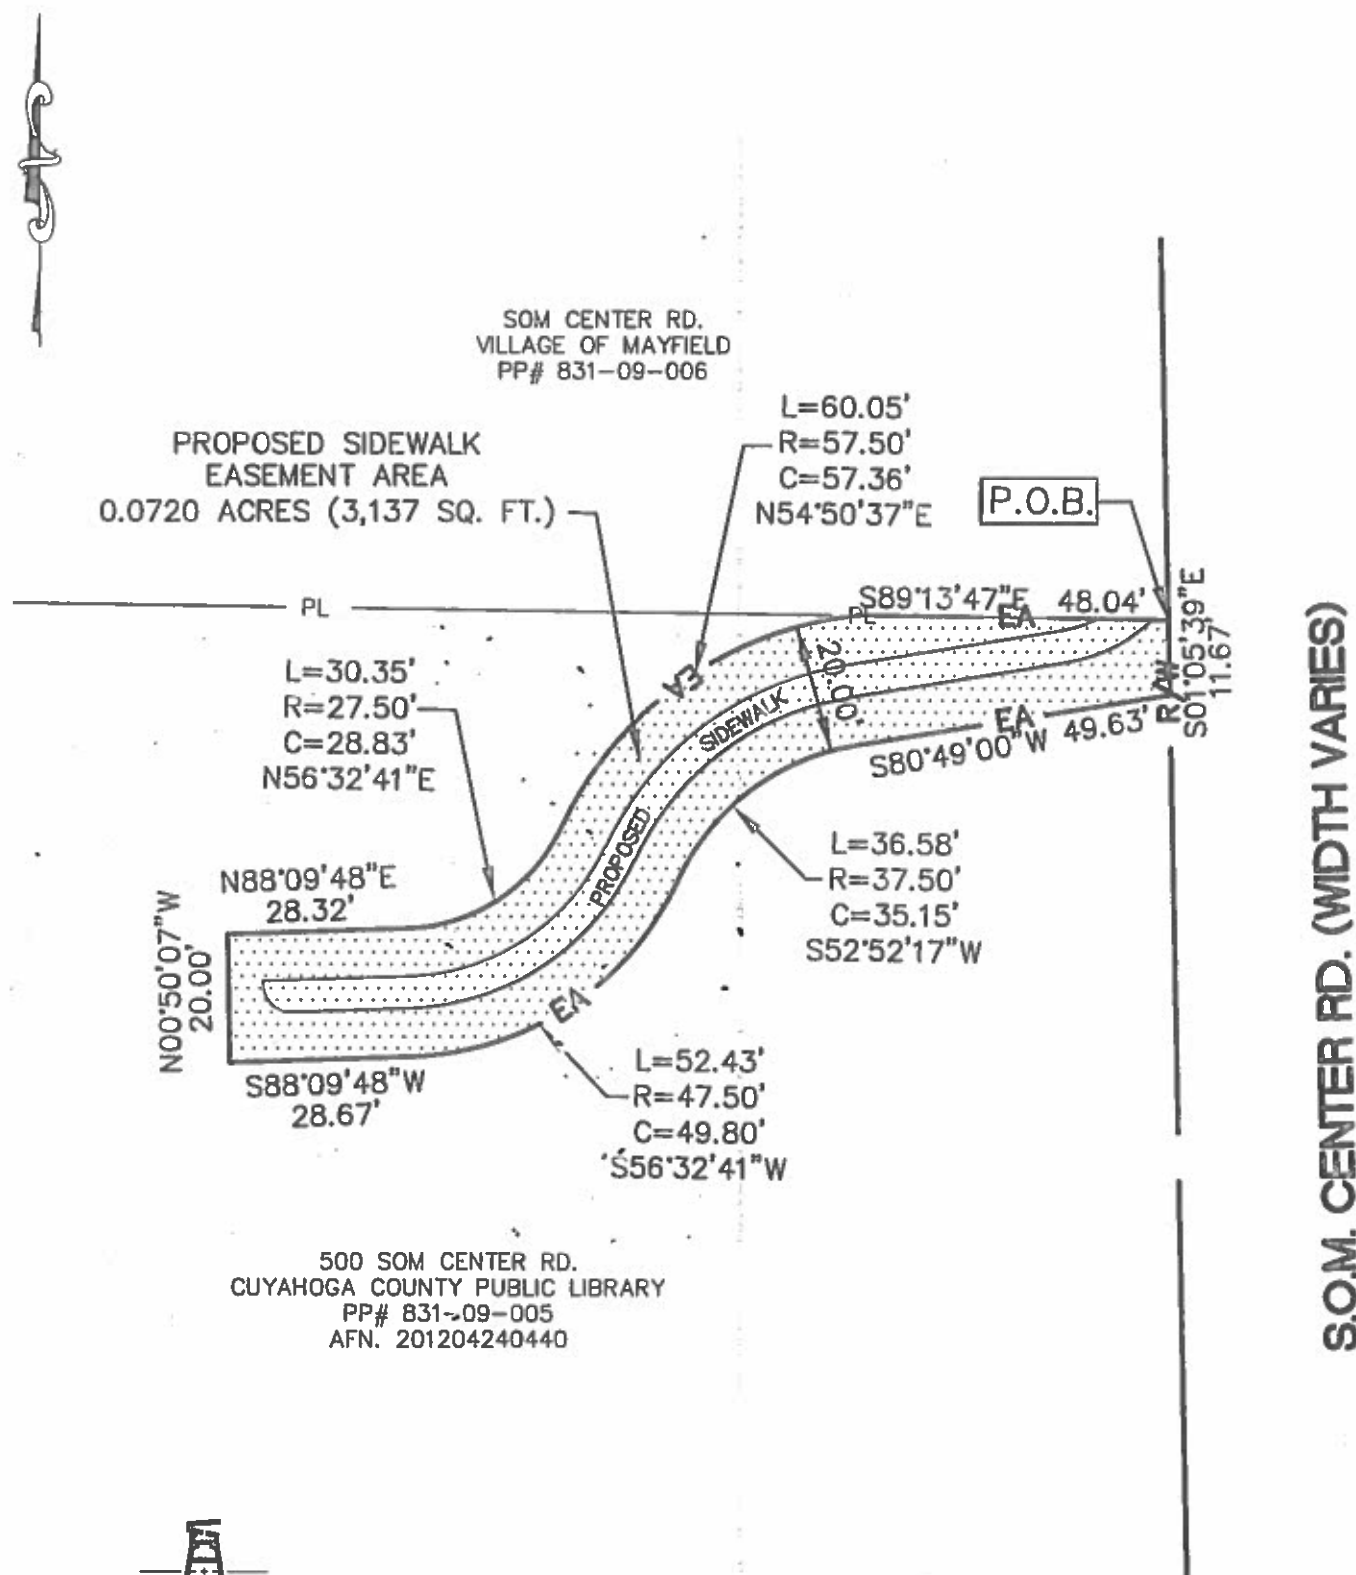 SOM CENTER RD.
VILLAGE OF MAYFIELD
PP# 831-09-006
L=60.05'
R=57.50'
C=57.36'
N54°50'37"E
PROPOSED SIDEWALK
EASEMENT AREA
0.0720 ACRES (3,137 SQ. FT.)
P.O.B.
PL
S89°13'47"E 48.04'
PL
EA
S01°05'39"E
11.67'
R/W
L=30.35'
R=27.50'
C=28.83'
N56°32'41"E
EA
20.00'
PROPOSED SIDEWALK
EA
S80°49'00"W 49.63'
L=36.58'
R=37.50'
C=35.15'
S52°52'17"W
N88°09'48"E
28.32'
N00°50'07"W
20.00'
EA
S88°09'48"W
28.67'
L=52.43'
R=47.50'
C=49.80'
S56°32'41"W
S.O.M. CENTER RD. (WIDTH VARIES)
500 SOM CENTER RD.
CUYAHOGA COUNTY PUBLIC LIBRARY
PP# 831-09-005
AFN. 201204240440